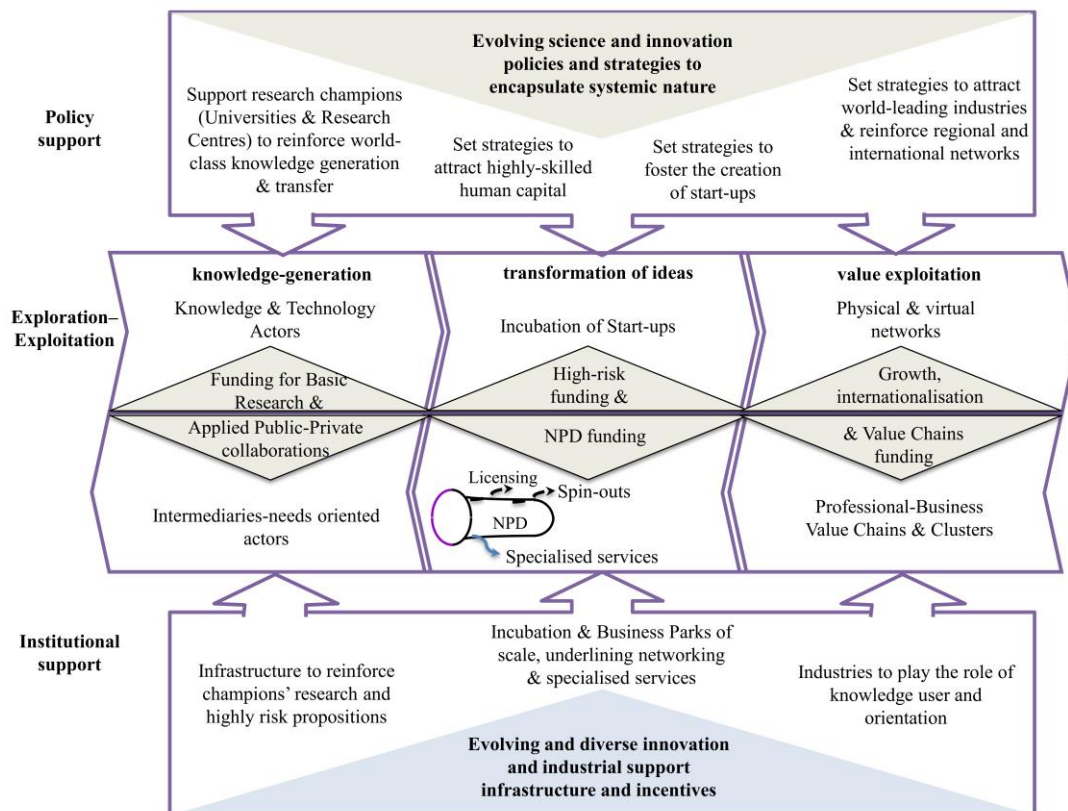 Evolving science and innovation
policies and strategies to
encapsulate systemic nature
Policy
support
Support research champions
(Universities & Research
Centres) to reinforce world-
class knowledge generation
& transfer
Set strategies to
attract highly-skilled
human capital
Set strategies to
foster the creation
of start-ups
Set strategies to attract
world-leading industries
& reinforce regional and
international networks
Exploration–
Exploitation
knowledge-generation
Knowledge & Technology
Actors
Funding for Basic
Research &
Applied Public-Private
collaborations
Intermediaries-needs oriented
actors
transformation of ideas
Incubation of Start-ups
High-risk
funding &
NPD funding
Licensing
Spin-outs
NPD
Specialised services
value exploitation
Physical & virtual
networks
Growth,
internationalisation
& Value Chains
funding
Professional-Business
Value Chains & Clusters
Institutional
support
Infrastructure to reinforce
champions’ research and
highly risk propositions
Incubation & Business Parks of
scale, underlining networking
& specialised services
Industries to play the role of
knowledge user and
orientation
Evolving and diverse innovation
and industrial support
infrastructure and incentives